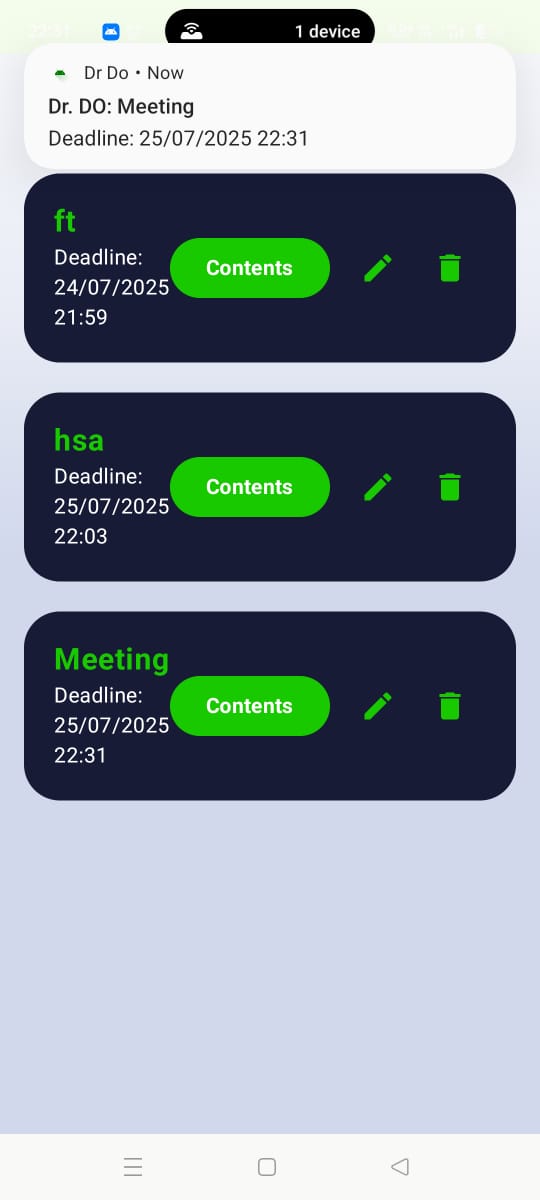 22:31
1 device
Dr Do • Now
Dr. DO: Meeting
Deadline: 25/07/2025 22:31
ft
Deadline:
24/07/2025
21:59
Contents
hsa
Deadline:
25/07/2025
22:03
Contents
Meeting
Deadline:
25/07/2025
22:31
Contents